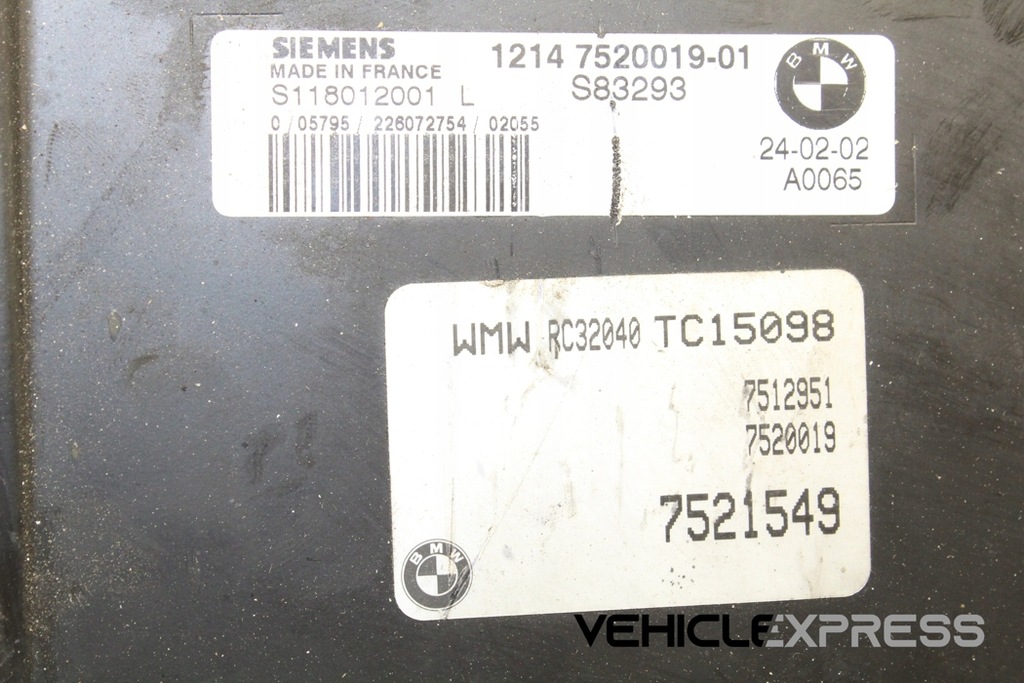 SIEMENS
MADE IN FRANCE
S118012001 L
0 / 05795 / 226072754 / 02055
1214 7520019-01
S83293
BMW
24-02-02
A0065
WMW RC32040 TC15098
7512951
7520019
7521549
BMW
VEHICLEEXPRESS